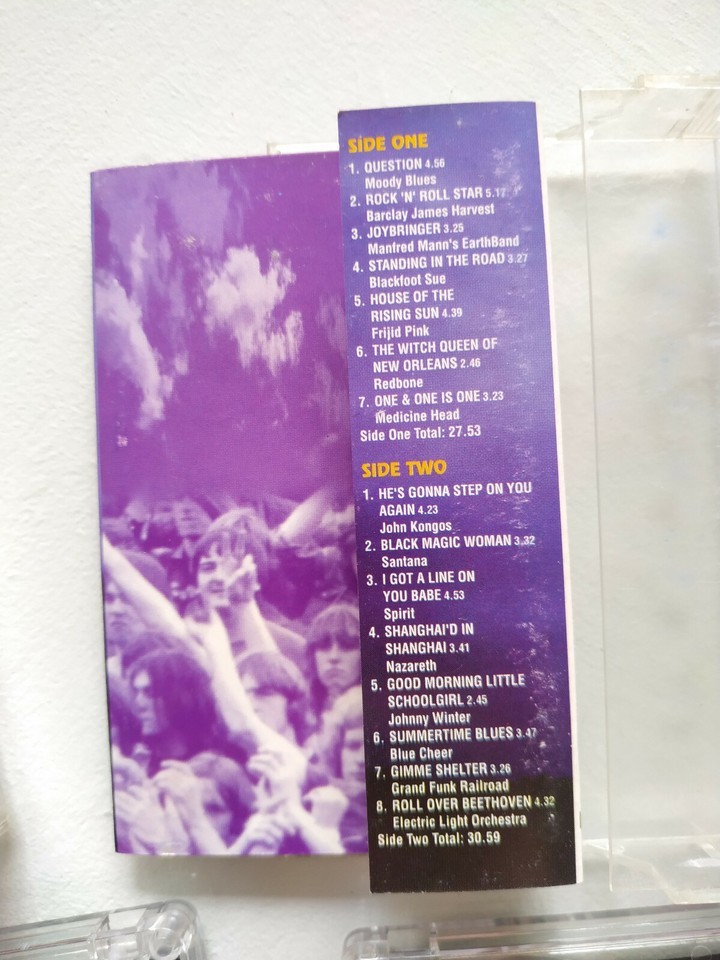 SIDE ONE
1. QUESTION 4.56
Moody Blues
2. ROCK 'N' ROLL STAR 5.17
Barclay James Harvest
3. JOYBRINGER 3.25
Manfred Mann's EarthBand
4. STANDING IN THE ROAD 3.27
Blackfoot Sue
5. HOUSE OF THE
RISING SUN 4.39
Frijid Pink
6. THE WITCH QUEEN OF
NEW ORLEANS 2.46
Redbone
7. ONE & ONE IS ONE 3.23
Medicine Head
Side One Total: 27.53
SIDE TWO
1. HE'S GONNA STEP ON YOU
AGAIN 4.23
John Kongos
2. BLACK MAGIC WOMAN 3.32
Santana
3. I GOT A LINE ON
YOU BABE 4.53
Spirit
4. SHANGHAI'D IN
SHANGHAI 3.41
Nazareth
5. GOOD MORNING LITTLE
SCHOOLGIRL 2.45
Johnny Winter
6. SUMMERTIME BLUES 3.47
Blue Cheer
7. GIMME SHELTER 3.26
Grand Funk Railroad
8. ROLL OVER BEETHOVEN 4.32
Electric Light Orchestra
Side Two Total: 30.59